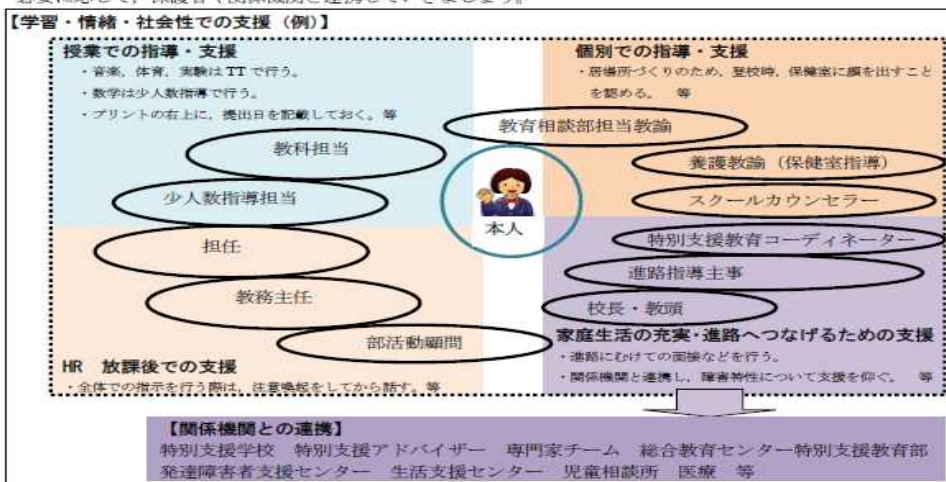 【学習・情緒・社会性での支援（例）】
授業での指導・支援
・音楽，体育，実験は TT で行う。
・数学は少人数指導で行う。
・プリントの右上に，提出日を記載しておく。等
個別での指導・支援
・居場所づくりのため，登校時，保健室に顔を出すこと
を認める。 等
教育相談部担当教諭
教科担当
養護教諭（保健室指導）
少人数指導担当
スクールカウンセラー
本人
担任
特別支援教育コーディネーター
進路指導主事
教務主任
校長・教頭
部活動顧問
HR 放課後での支援
・全体での指示を行う際は，注意喚起をしてから話す。等
家庭生活の充実・進路へつなげるための支援
・進路にむけての面接などを行う。
・関係機関と連携し，障害特性について支援を仰ぐ。 等
【関係機関との連携】
特別支援学校 特別支援アドバイザー 専門家チーム 総合教育センター特別支援教育部
発達障害者支援センター 生活支援センター 児童相談所 医療 等